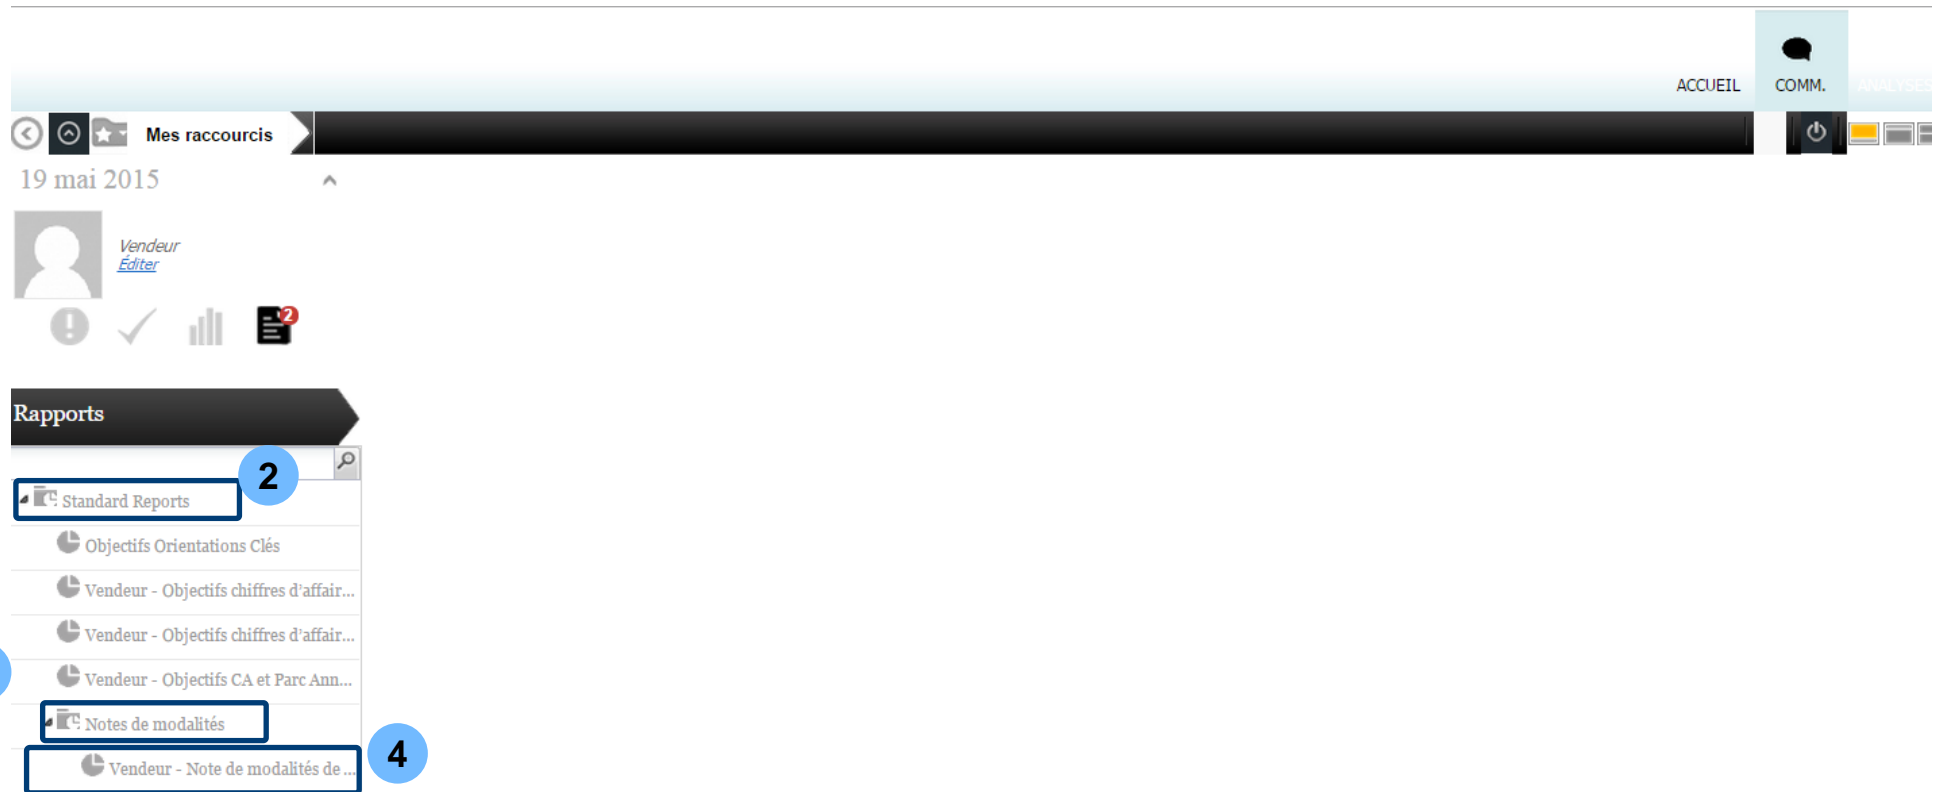 ACCUEIL
COMM.
ANALYSES
Mes raccourcis
19 mai 2015
Vendeur
Éditer
2
Rapports
2
Standard Reports
Objectifs Orientations Clés
Vendeur - Objectifs chiffres d'affair...
Vendeur - Objectifs chiffres d'affair...
Vendeur - Objectifs CA et Parc Ann...
Notes de modalités
4
Vendeur - Note de modalités de ...